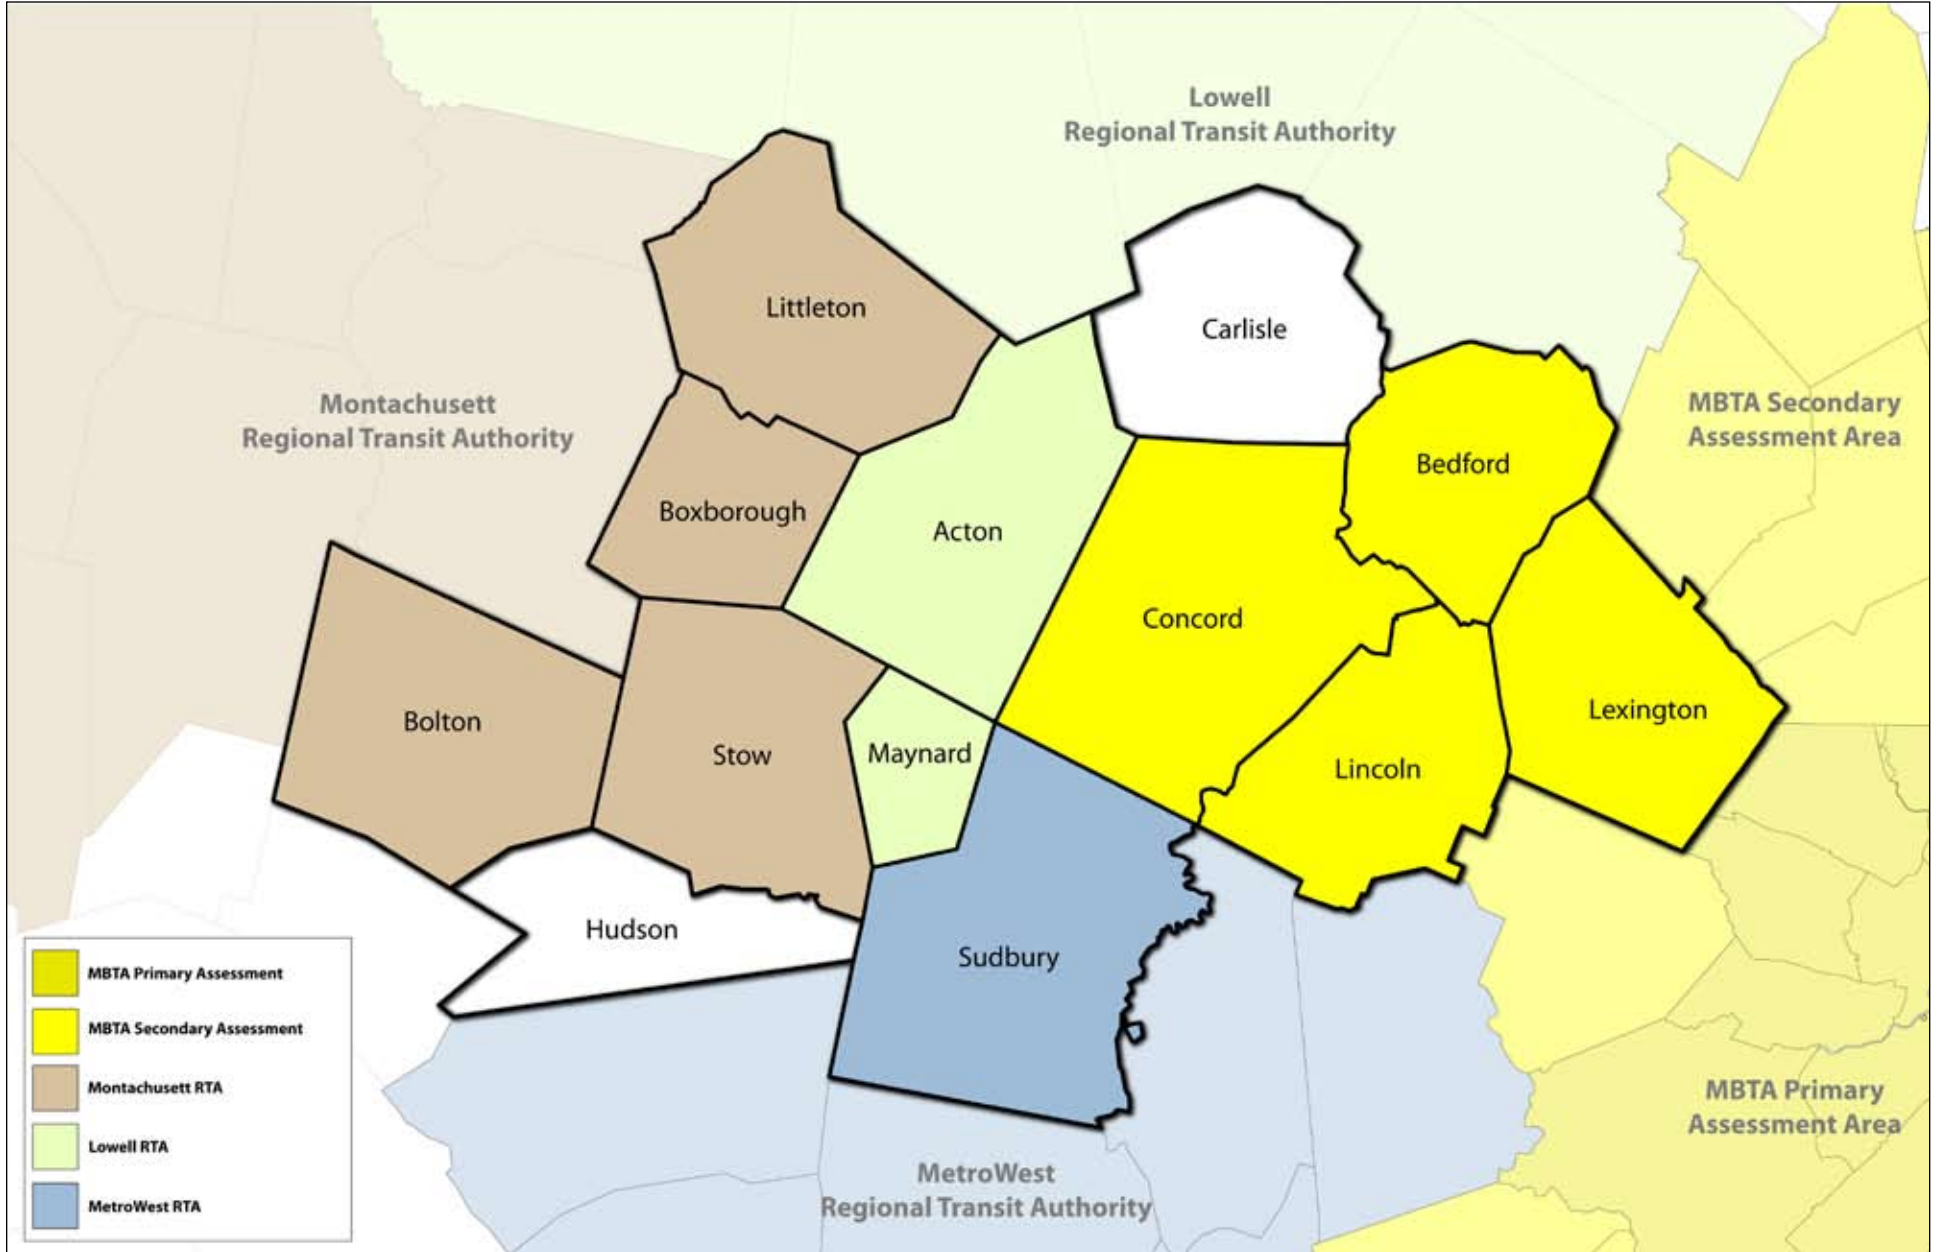 Lowell
Regional Transit Authority
Littleton
Carlisle
Montachusett
Regional Transit Authority
MBTA Secondary
Assessment Area
Bedford
Boxborough
Acton
Concord
Bolton
Stow
Maynard
Lincoln
Lexington
Hudson
Sudbury
MBTA Primary Assessment
MBTA Secondary Assessment
Montachusett RTA
Lowell RTA
MetroWest RTA
MBTA Primary
Assessment Area
MetroWest
Regional Transit Authority